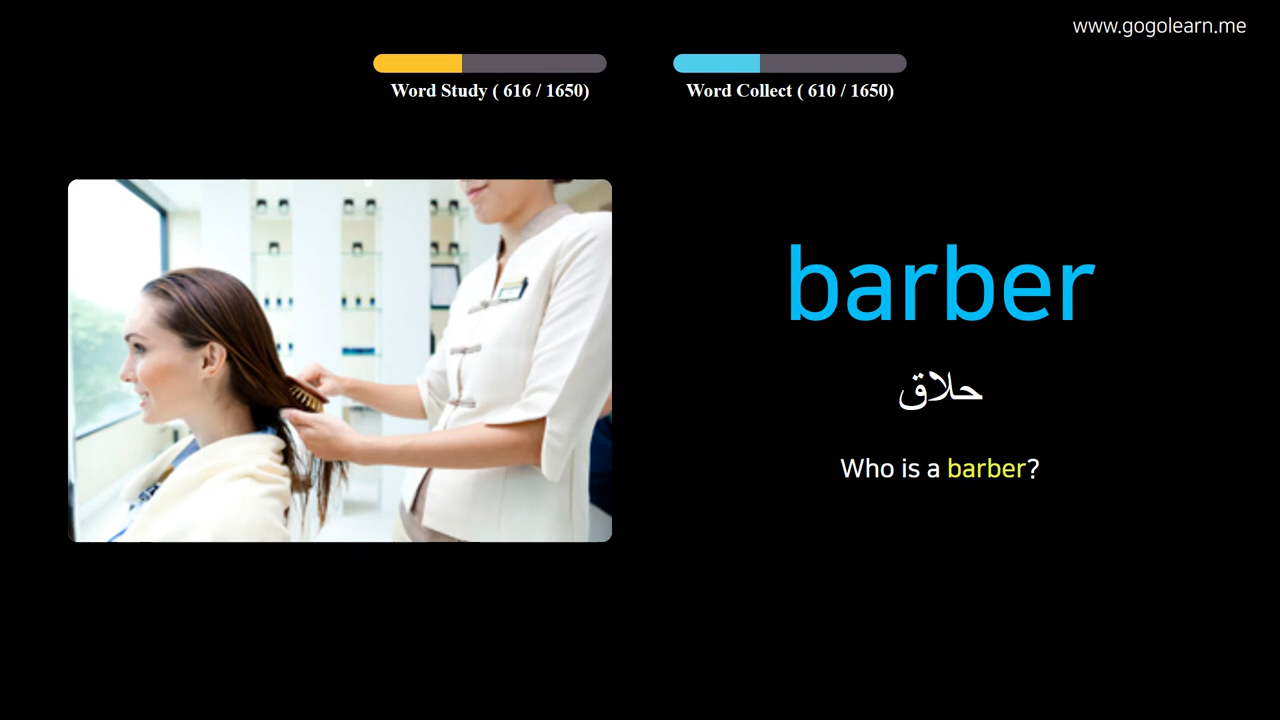 www.gogolearn.me
Word Study ( 616 / 1650)
Word Collect ( 610 / 1650)
barber
حلاق
Who is a barber?